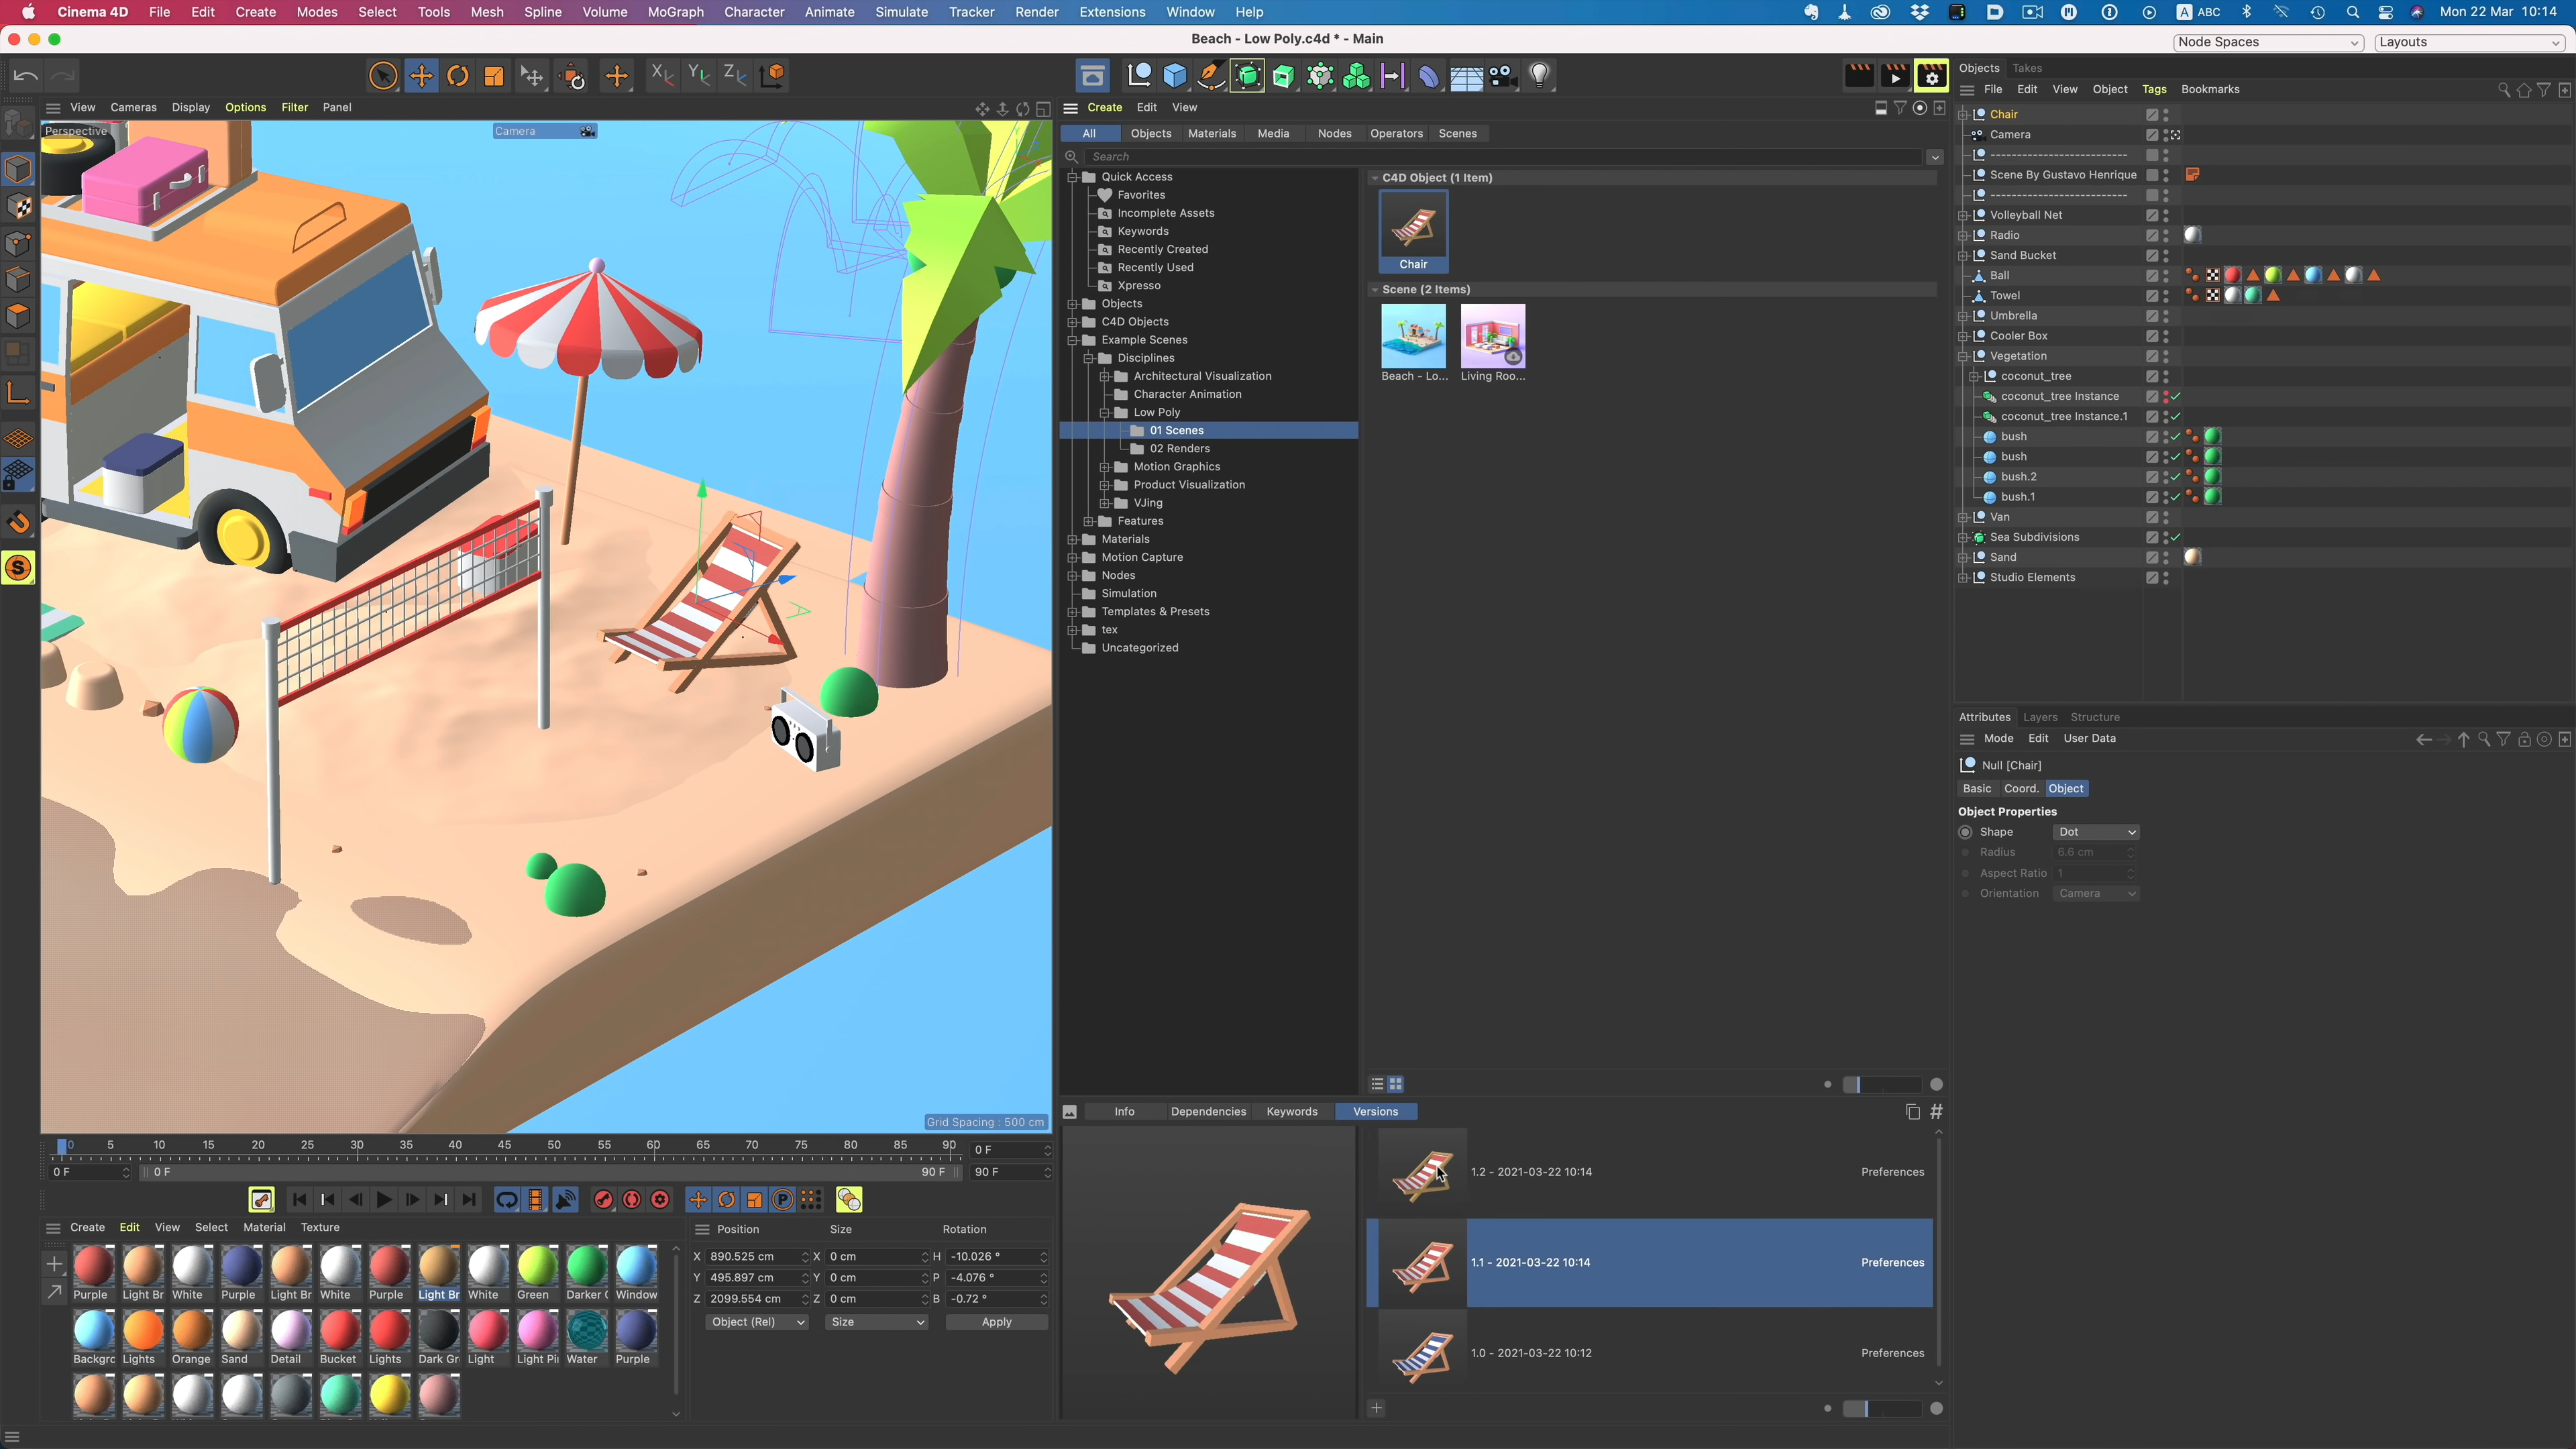 Cinema 4D File Edit Create Modes Select Tools Mesh Spline Volume MoGraph Character Animate Simulate Tracker Render Extensions Window Help
A ABC Mon 22 Mar 10:14
Beach - Low Poly.c4d * - Main
Node Spaces Layouts
X Y Z
View Cameras Display Options Filter Panel
Perspective
Camera
Grid Spacing : 500 cm
Create Edit View
All Objects Materials Media Nodes Operators Scenes
Search
Quick Access
Favorites
Incomplete Assets
Keywords
Recently Created
Recently Used
Xpresso
Objects
C4D Objects
Example Scenes
Disciplines
Architectural Visualization
Character Animation
Low Poly
01 Scenes
02 Renders
Motion Graphics
Product Visualization
VJing
Features
Materials
Motion Capture
Nodes
Simulation
Templates & Presets
tex
Uncategorized
C4D Object (1 Item)
Chair
Scene (2 Items)
Beach - Lo... Living Roo...
Info Dependencies Keywords Versions
1.2 - 2021-03-22 10:14 Preferences
1.1 - 2021-03-22 10:14 Preferences
1.0 - 2021-03-22 10:12 Preferences
Objects Takes
File Edit View Object Tags Bookmarks
Chair
Camera
--------------------------
Scene By Gustavo Henrique
--------------------------
Volleyball Net
Radio
Sand Bucket
Ball
Towel
Umbrella
Cooler Box
Vegetation
coconut_tree
coconut_tree Instance
coconut_tree Instance.1
bush
bush
bush.2
bush.1
Van
Sea Subdivisions
Sand
Studio Elements
Attributes Layers Structure
Mode Edit User Data
Null [Chair]
Basic Coord. Object
Object Properties
Shape Dot
Radius 6.6 cm
Aspect Ratio 1
Orientation Camera
0 5 10 15 20 25 30 35 40 45 50 55 60 65 70 75 80 85 90 0 F
0 F 0 F 90 F 90 F
P
Create Edit View Select Material Texture
Purple Light Br White Purple Light Br White Purple Light Br White Green Darker Window
Backgrc Lights Orange Sand Detail Bucket Lights Dark Gr Light Light Pi Water Purple
Position Size Rotation
X 890.525 cm X 0 cm H -10.026 °
Y 495.897 cm Y 0 cm P -4.076 °
Z 2099.554 cm Z 0 cm B -0.72 °
Object (Rel) Size Apply